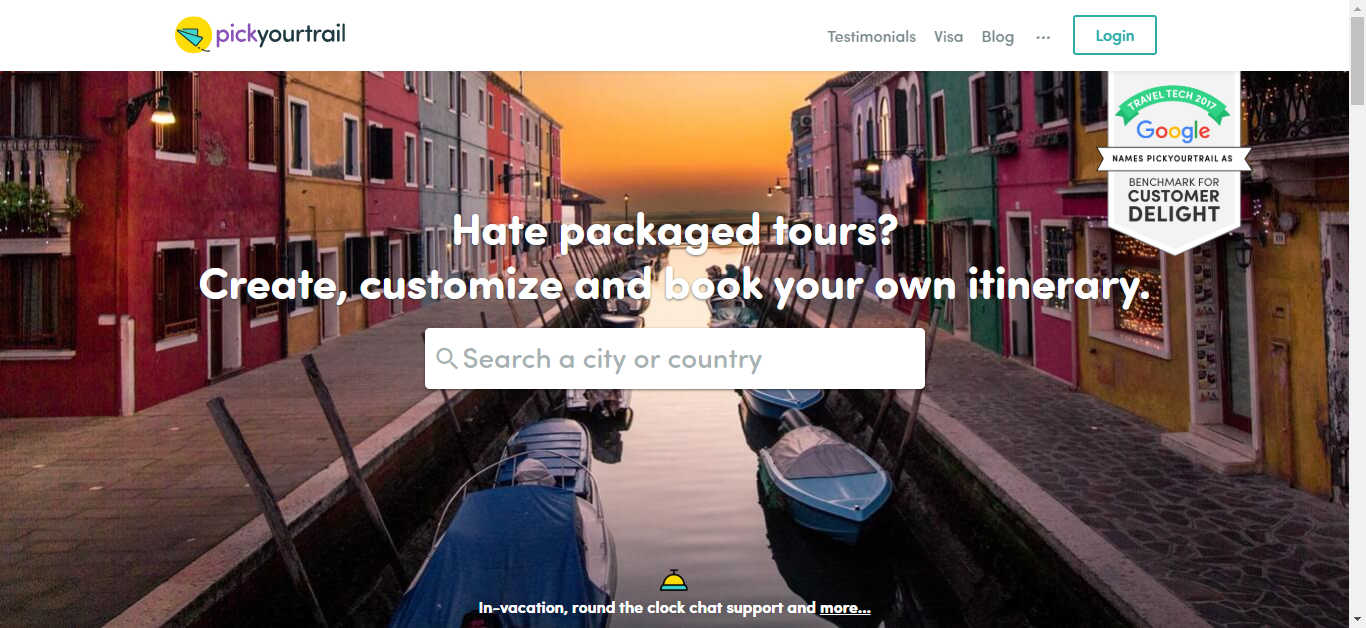 pickyourtrail
Testimonials Visa Blog ... Login
TRAVEL TECH 2017
Google
NAMES PICKYOURTRAIL AS
BENCHMARK FOR
CUSTOMER
DELIGHT
Hate packaged tours?
Create, customize and book your own itinerary.
Search a city or country
In-vacation, round the clock chat support and more...